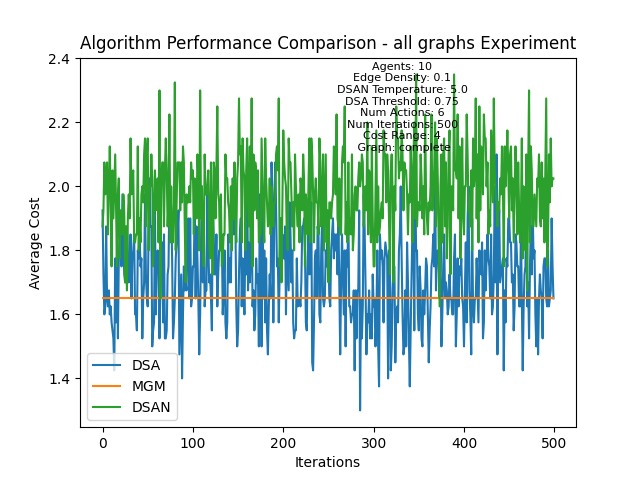 Algorithm Performance Comparison - all graphs Experiment
Agents: 10
Edge Density: 0.1
DSAN Temperature: 5.0
DSA Threshold: 0.75
Num Actions: 6
Num Iterations: 500
Cost Range: 4
Graph: complete
2.4
2.2
2.0
1.8
1.6
1.4
Average Cost
DSA
MGM
DSAN
0
100
200
300
400
500
Iterations